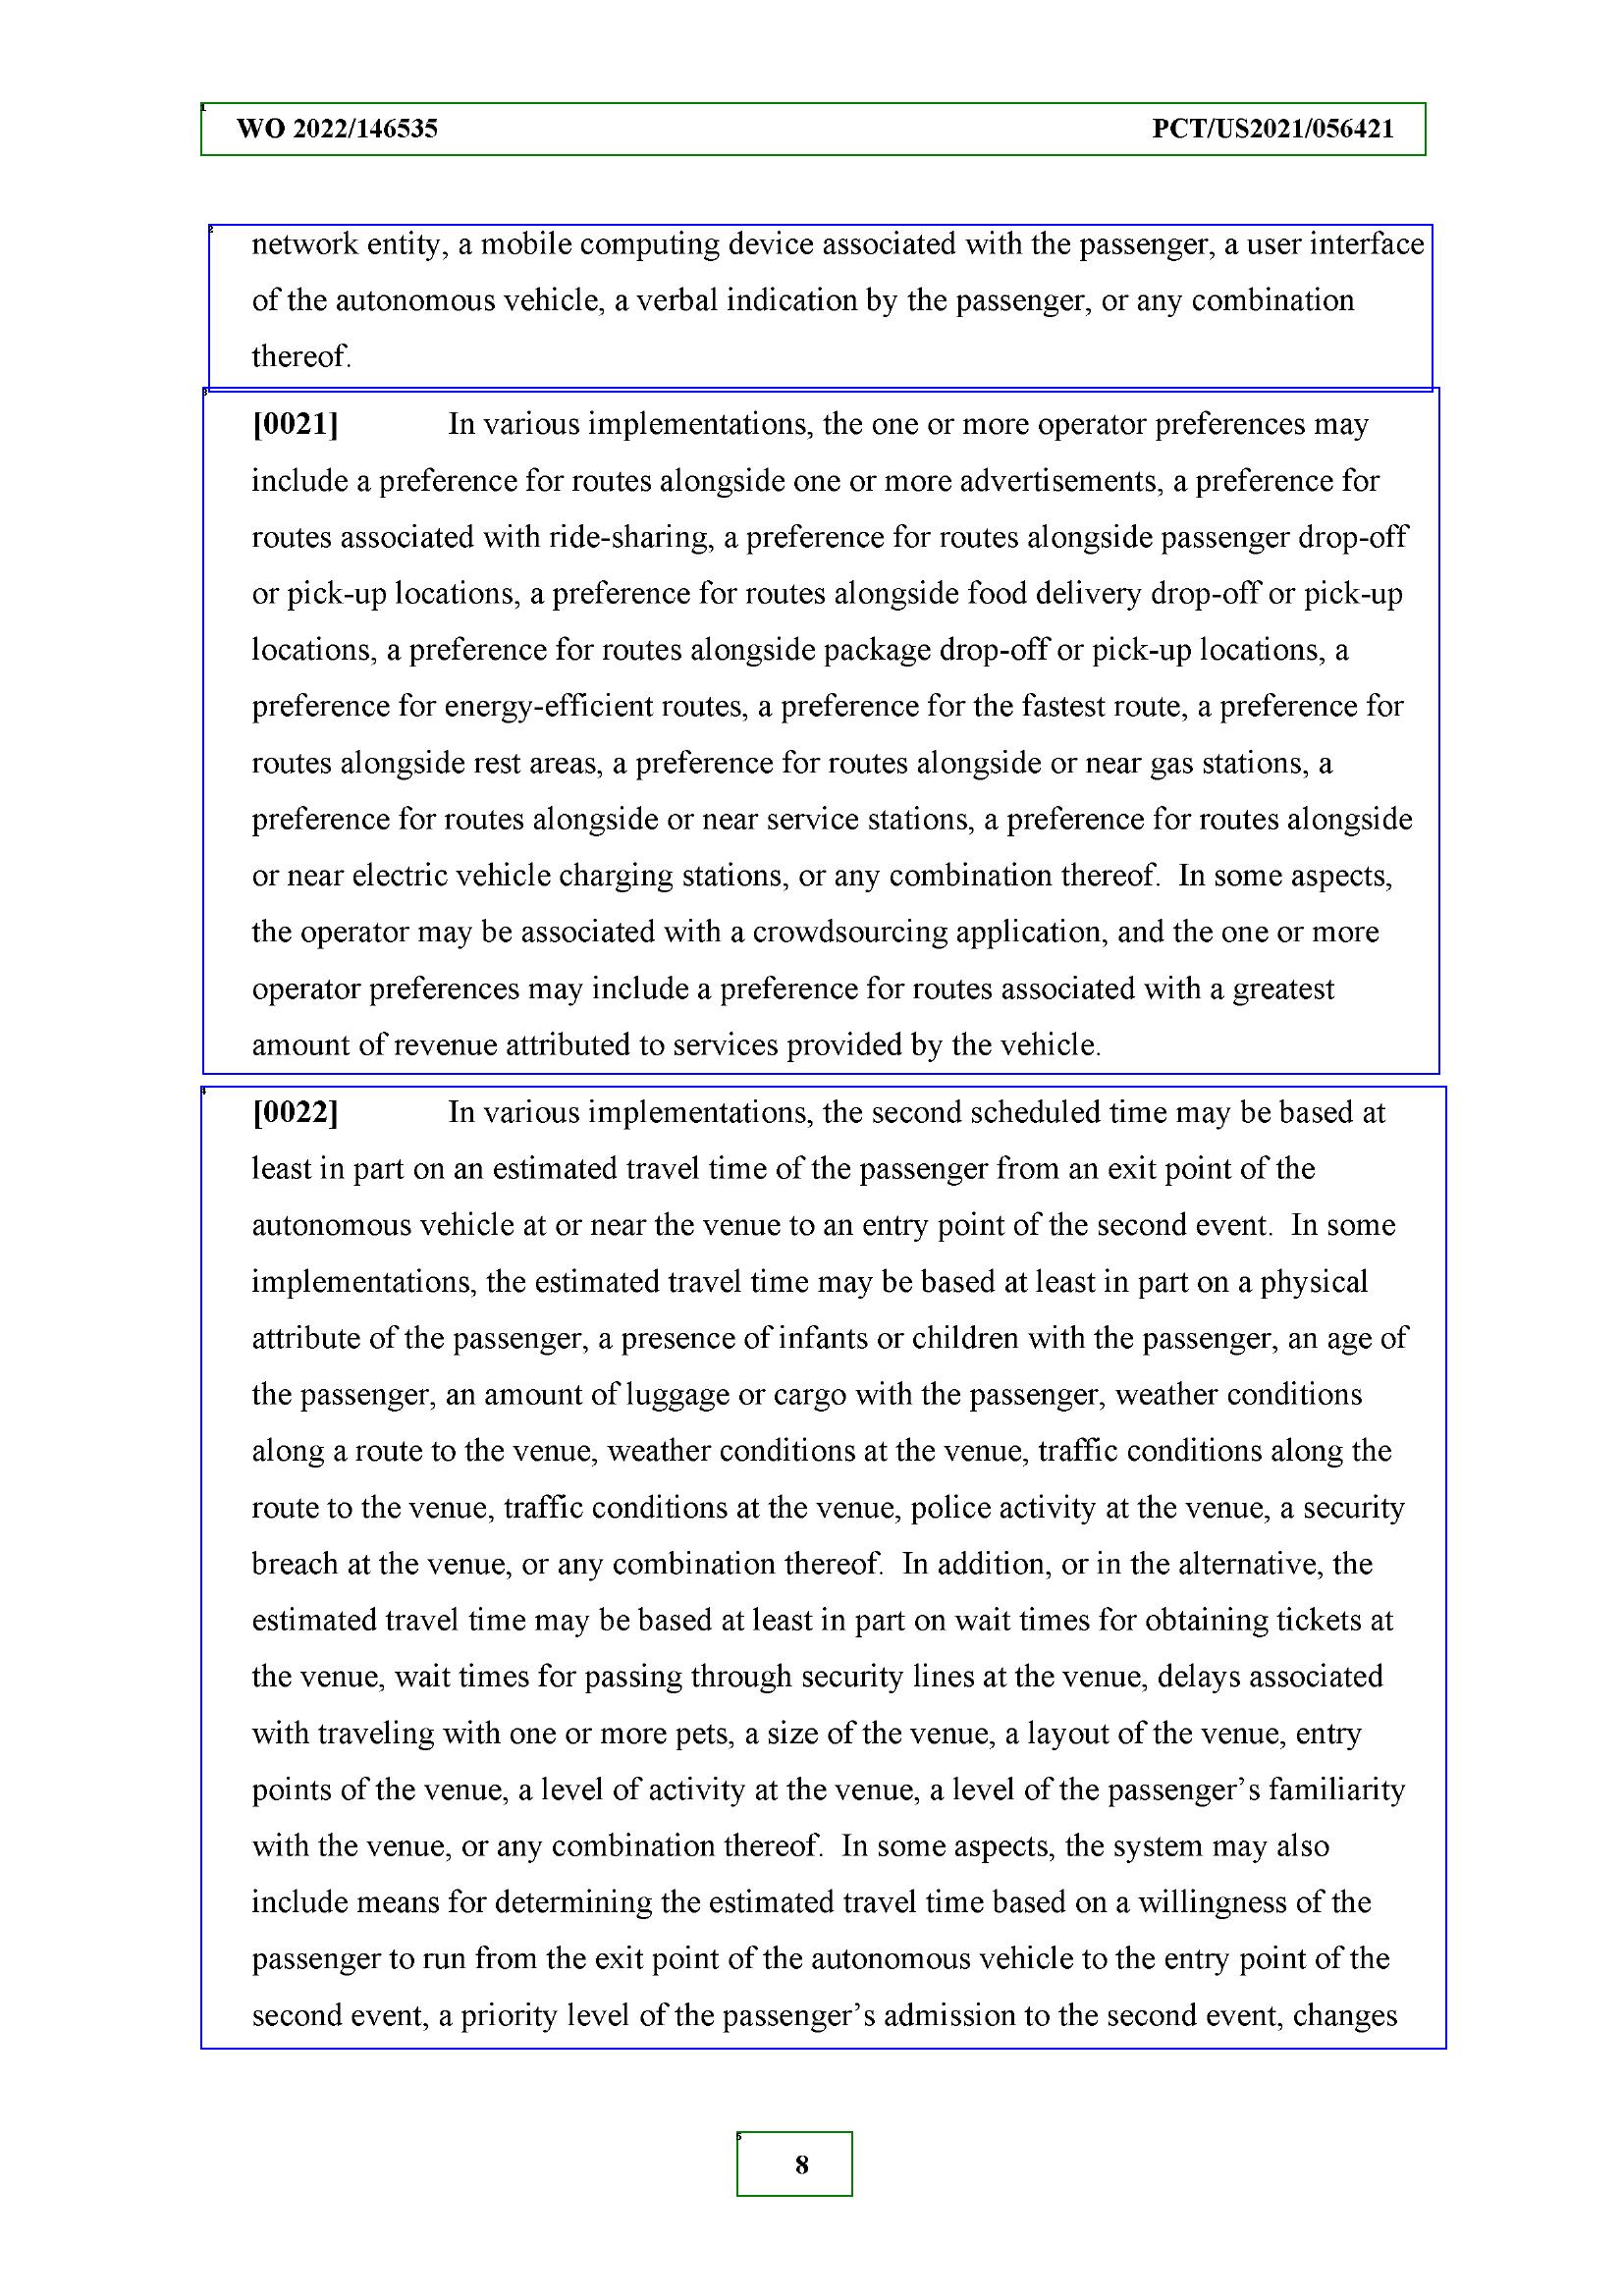 WO 2022/146535 PCT/US2021/056421
network entity, a mobile computing device associated with the passenger, a user interface
of the autonomous vehicle, a verbal indication by the passenger, or any combination
thereof.
[0021] In various implementations, the one or more operator preferences may
include a preference for routes alongside one or more advertisements, a preference for
routes associated with ride-sharing, a preference for routes alongside passenger drop-off
or pick-up locations, a preference for routes alongside food delivery drop-off or pick-up
locations, a preference for routes alongside package drop-off or pick-up locations, a
preference for energy-efficient routes, a preference for the fastest route, a preference for
routes alongside rest areas, a preference for routes alongside or near gas stations, a
preference for routes alongside or near service stations, a preference for routes alongside
or near electric vehicle charging stations, or any combination thereof. In some aspects,
the operator may be associated with a crowdsourcing application, and the one or more
operator preferences may include a preference for routes associated with a greatest
amount of revenue attributed to services provided by the vehicle.
[0022] In various implementations, the second scheduled time may be based at
least in part on an estimated travel time of the passenger from an exit point of the
autonomous vehicle at or near the venue to an entry point of the second event. In some
implementations, the estimated travel time may be based at least in part on a physical
attribute of the passenger, a presence of infants or children with the passenger, an age of
the passenger, an amount of luggage or cargo with the passenger, weather conditions
along a route to the venue, weather conditions at the venue, traffic conditions along the
route to the venue, traffic conditions at the venue, police activity at the venue, a security
breach at the venue, or any combination thereof. In addition, or in the alternative, the
estimated travel time may be based at least in part on wait times for obtaining tickets at
the venue, wait times for passing through security lines at the venue, delays associated
with traveling with one or more pets, a size of the venue, a layout of the venue, entry
points of the venue, a level of activity at the venue, a level of the passenger’s familiarity
with the venue, or any combination thereof. In some aspects, the system may also
include means for determining the estimated travel time based on a willingness of the
passenger to run from the exit point of the autonomous vehicle to the entry point of the
second event, a priority level of the passenger’s admission to the second event, changes
8